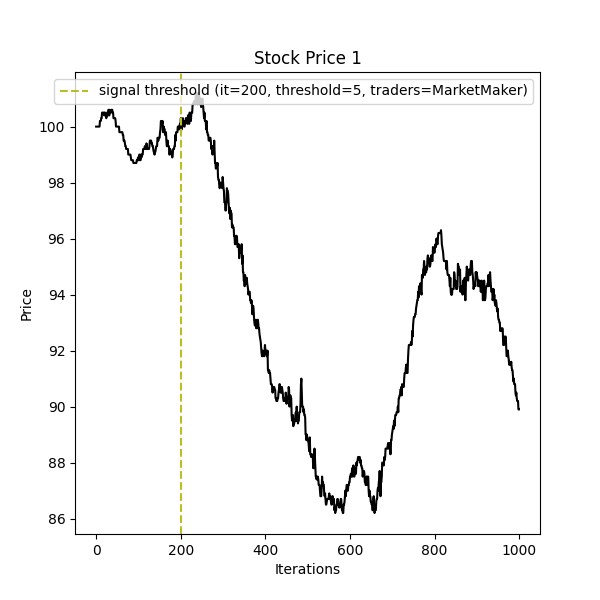 Stock Price 1
signal threshold (it=200, threshold=5, traders=MarketMaker)
100
98
96
94
92
90
88
86
Price
0 200 400 600 800 1000
Iterations